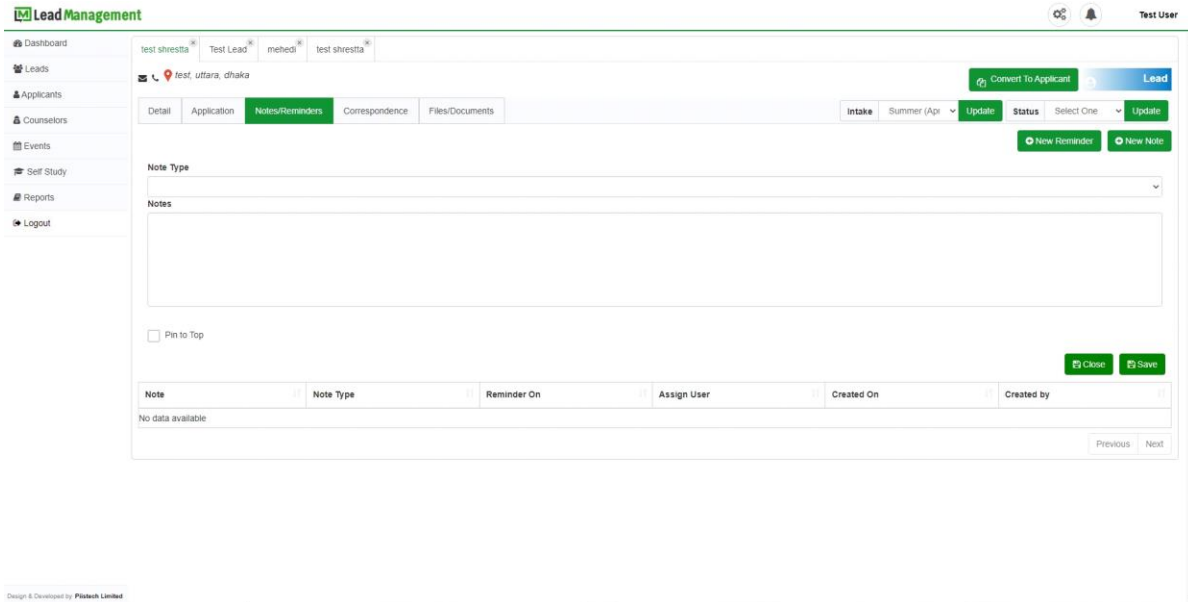 LM Lead Management
Test User
Dashboard
Leads
Applicants
Counselors
Events
Self Study
Reports
Logout
test shrestta Test Lead mehedi test shrestta
test, uttara, dhaka
Convert To Applicant
Lead
Detail Application Notes/Reminders Correspondence Files/Documents
Intake Summer (Apr Update Status Select One Update
New Reminder New Note
Note Type
Notes
Pin to Top
Close Save
Note Note Type Reminder On Assign User Created On Created by
No data available
Previous Next
Design & Developed by Piistech Limited